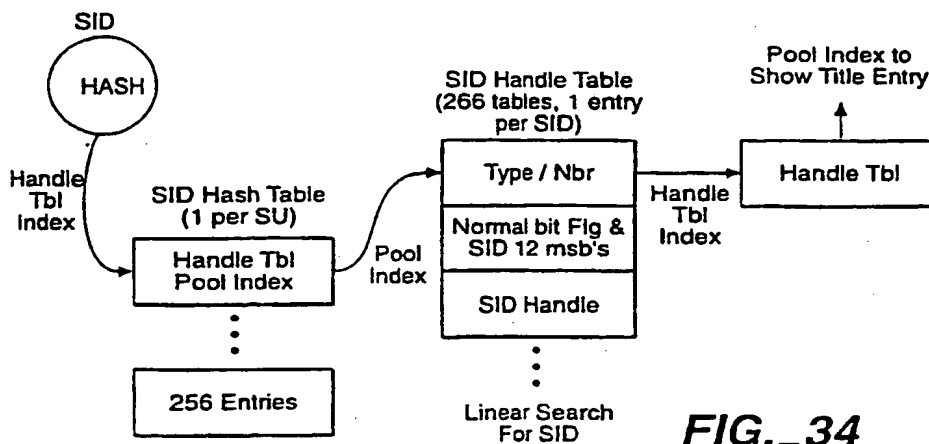 SID
HASH
Handle
Tbl
Index
SID Hash Table
(1 per SU)
Handle Tbl
Pool Index
256 Entries
Pool
Index
SID Handle Table
(266 tables, 1 entry
per SID)
Type / Nbr
Normal bit Flg &
SID 12 msb's
SID Handle
Linear Search
For SID
Handle
Tbl
Index
Pool Index to
Show Title Entry
Handle Tbl
FIG._34